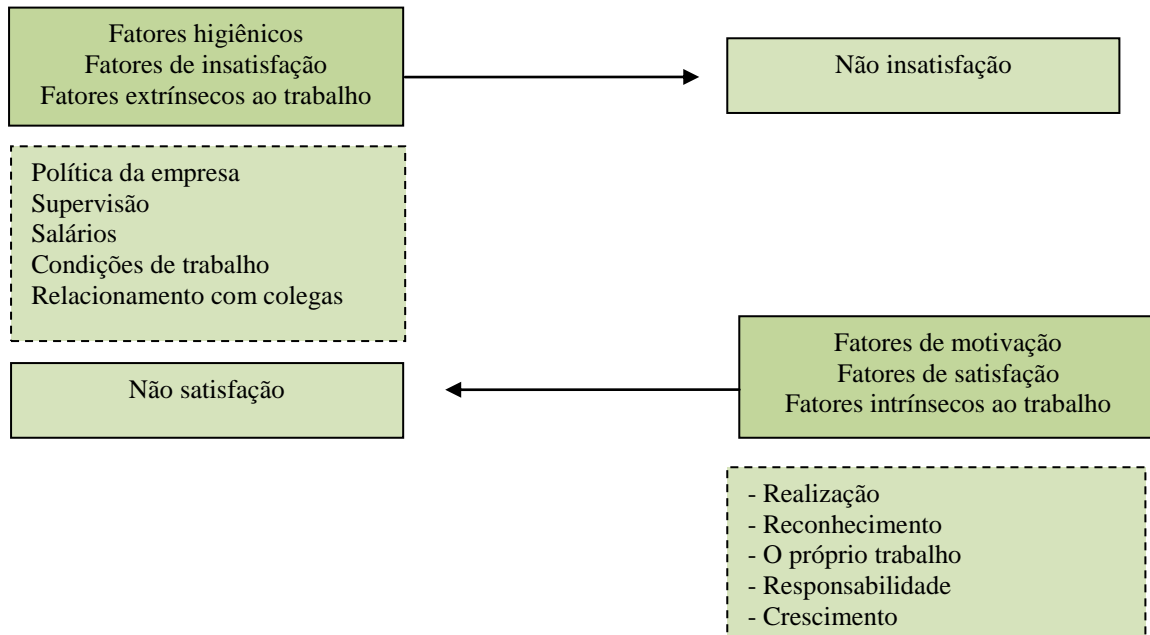 Fatores higiênicos
Fatores de insatisfação
Fatores extrínsecos ao trabalho
Não insatisfação
Política da empresa
Supervisão
Salários
Condições de trabalho
Relacionamento com colegas
Não satisfação
Fatores de motivação
Fatores de satisfação
Fatores intrínsecos ao trabalho
- Realização
- Reconhecimento
- O próprio trabalho
- Responsabilidade
- Crescimento